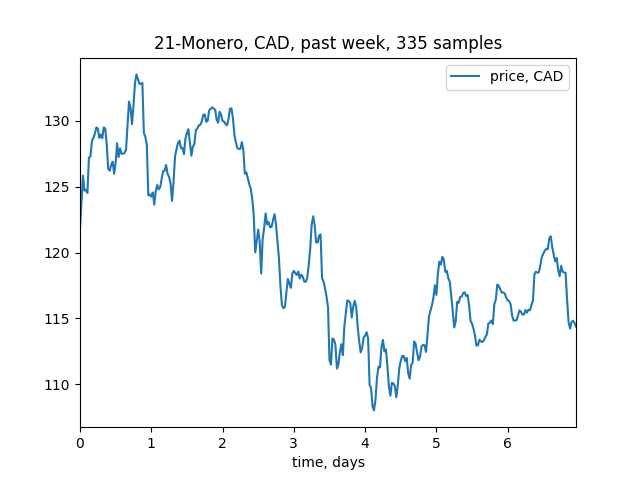 21-Monero, CAD, past week, 335 samples
price, CAD
130
125
120
115
110
0 1 2 3 4 5 6
time, days